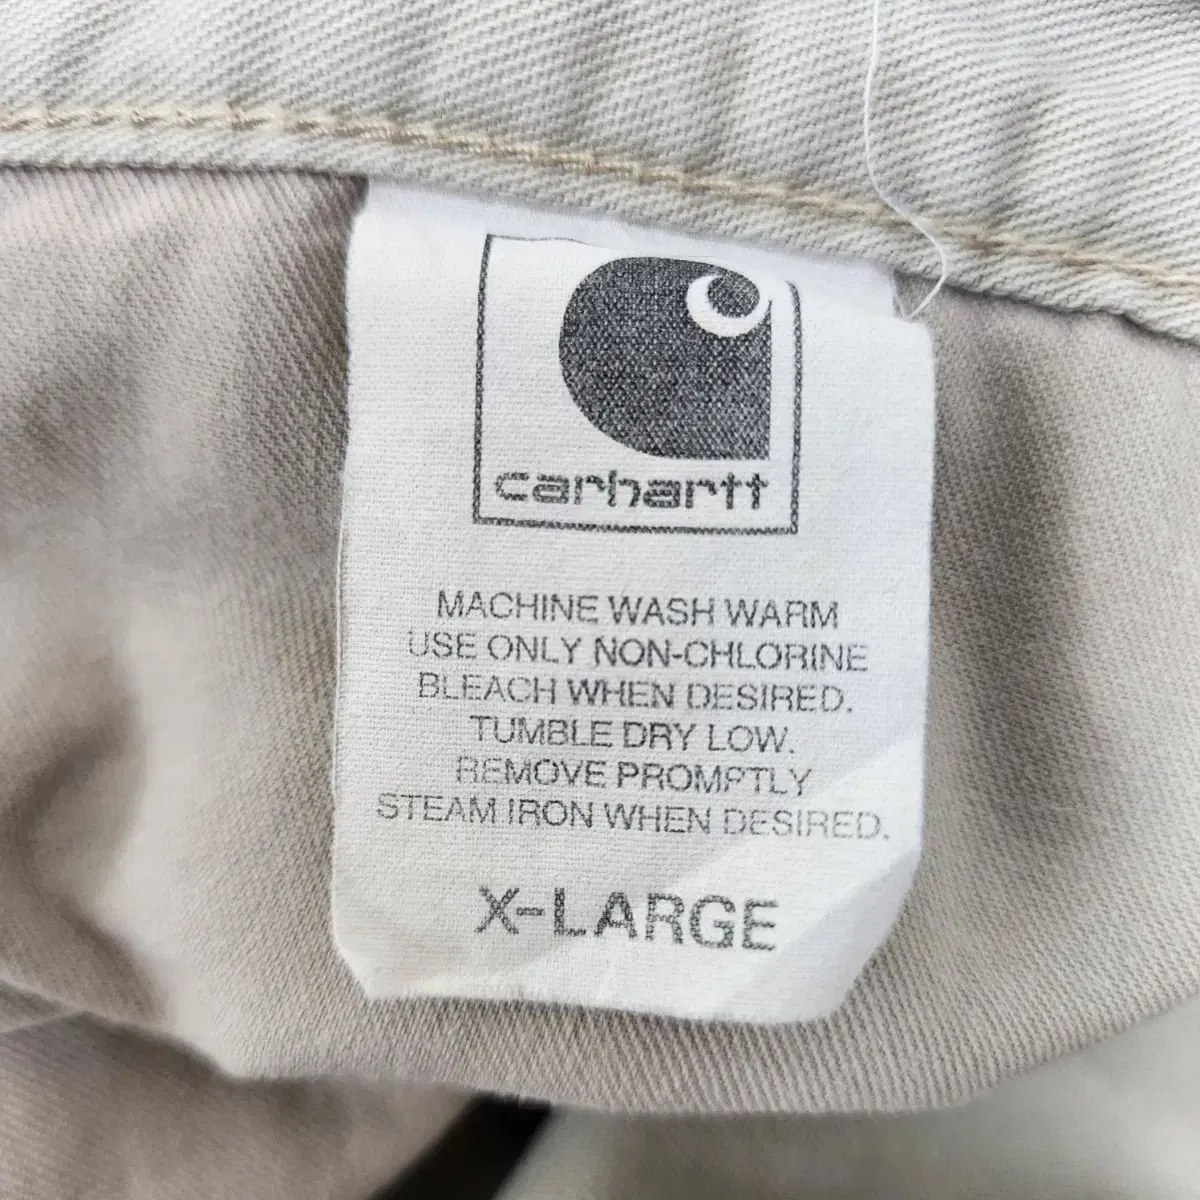 carhartt
MACHINE WASH WARM
USE ONLY NON-CHLORINE
BLEACH WHEN DESIRED.
TUMBLE DRY LOW.
REMOVE PROMPTLY
STEAM IRON WHEN DESIRED.
X-LARGE